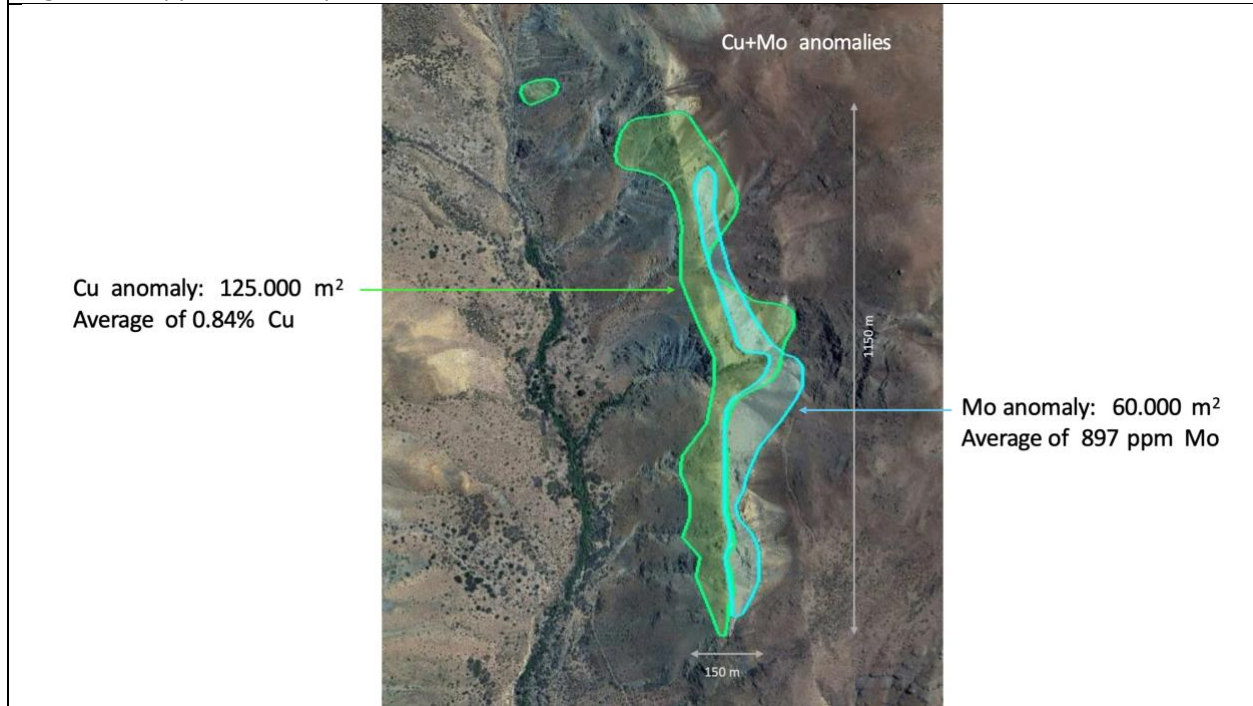 Cu+Mo anomalies
Cu anomaly: 125.000 m²
Average of 0.84% Cu
1150 m
Mo anomaly: 60.000 m²
Average of 897 ppm Mo
150 m